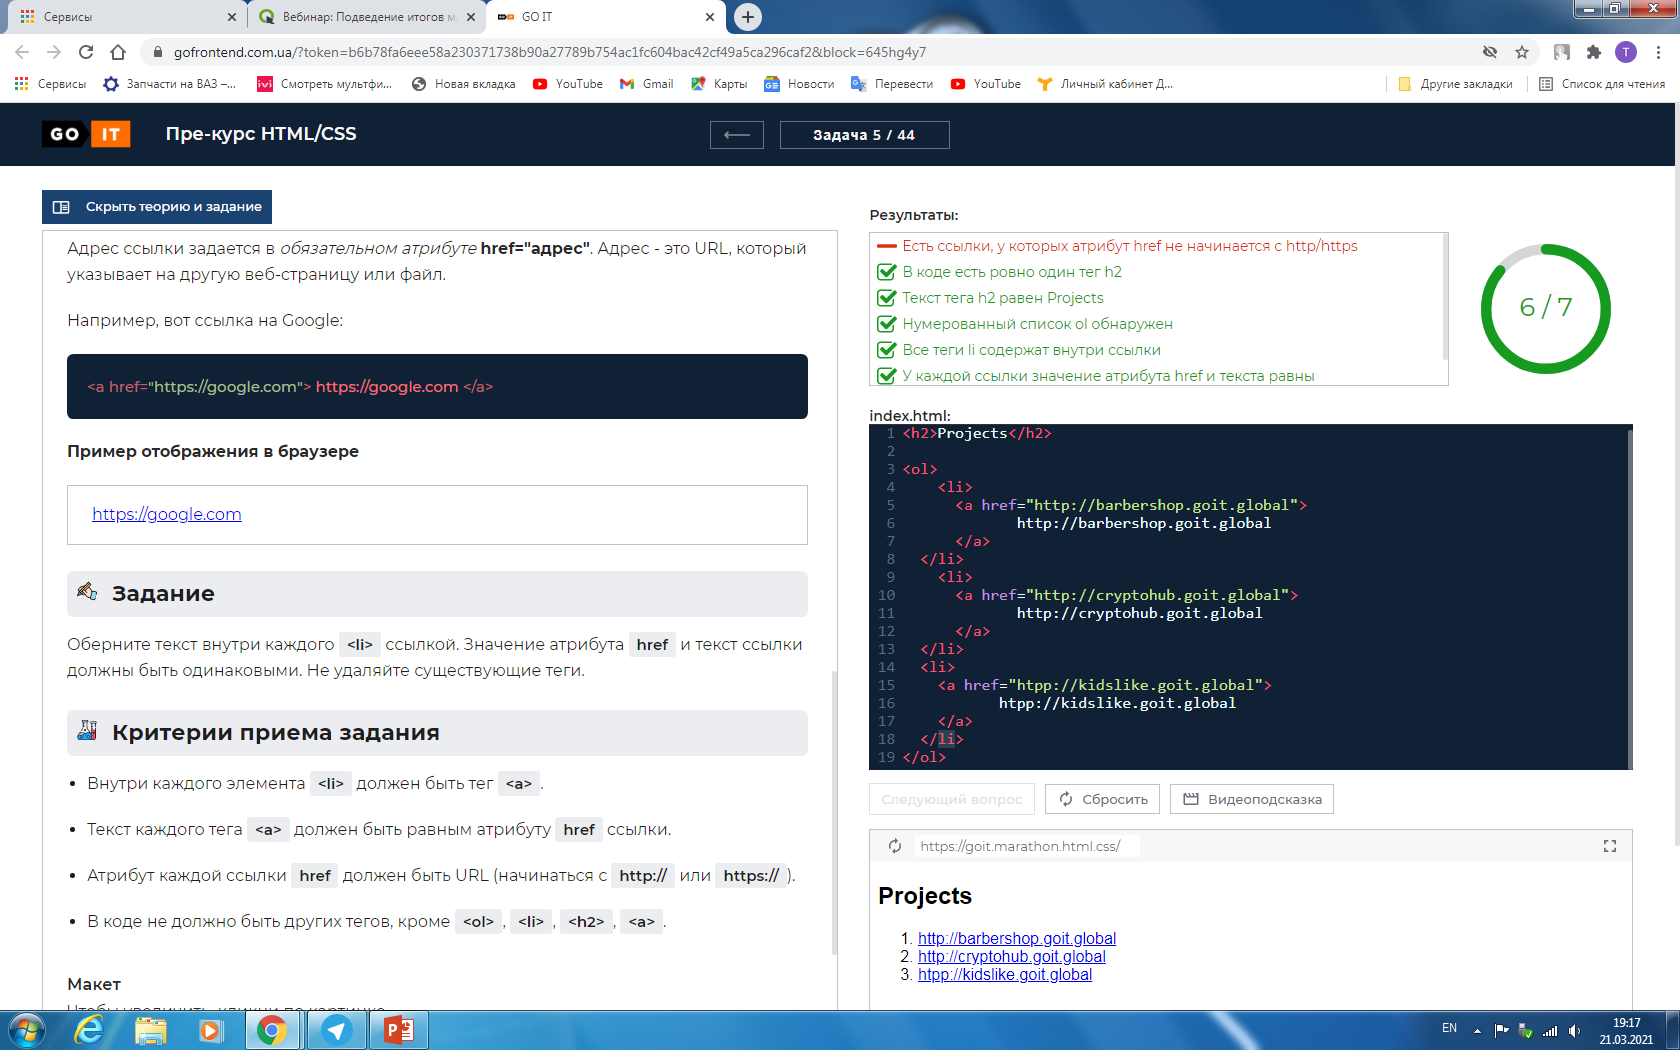 Сервисы
Вебинар: Подведение итогов ма
GO IT
gofrontend.com.ua/?token=b6b78fa6eee58a230371738b90a27789b754ac1fc604bac42cf49a5ca296caf2&block=645hg4y7
T
Сервисы
Запчасти на ВАЗ –...
Смотреть мультфи...
Новая вкладка
YouTube
Gmail
Карты
Новости
Перевести
YouTube
Личный кабинет Д...
Другие закладки
Список для чтения
GO IT
Пре-курс HTML/CSS
Задача 5 / 44
Скрыть теорию и задание
Адрес ссылки задается в обязательном атрибуте href="адрес". Адрес - это URL, который
указывает на другую веб-страницу или файл.
Например, вот ссылка на Google:
<a href="https://google.com"> https://google.com </a>
Пример отображения в браузере
https://google.com
Задание
Оберните текст внутри каждого <li> ссылкой. Значение атрибута href и текст ссылки
должны быть одинаковыми. Не удаляйте существующие теги.
Критерии приема задания
• Внутри каждого элемента <li> должен быть тег <a>.
• Текст каждого тега <a> должен быть равным атрибуту href ссылки.
• Атрибут каждой ссылки href должен быть URL (начинаться с http:// или https://).
• В коде не должно быть других тегов, кроме <ol>, <li>, <h2>, <a>.
Макет
Чтобы увеличить, кликни по картинке
Результаты:
Есть ссылки, у которых атрибут href не начинается с http/https
В коде есть ровно один тег h2
Текст тега h2 равен Projects
Нумерованный список ol обнаружен
Все теги li содержат внутри ссылки
У каждой ссылки значение атрибута href и текста равны
6 / 7
index.html:
1 <h2>Projects</h2>
2
3 <ol>
4 <li>
5 <a href="http://barbershop.goit.global">
6 http://barbershop.goit.global
7 </a>
8 </li>
9 <li>
10 <a href="http://cryptohub.goit.global">
11 http://cryptohub.goit.global
12 </a>
13 </li>
14 <li>
15 <a href="htpp://kidslike.goit.global">
16 htpp://kidslike.goit.global
17 </a>
18 </li>
19 </ol>
Следующий вопрос
Сбросить
Видеоподсказка
https://goit.marathon.html.css/
Projects
1. http://barbershop.goit.global
2. http://cryptohub.goit.global
3. htpp://kidslike.goit.global
EN
19:17
21.03.2021